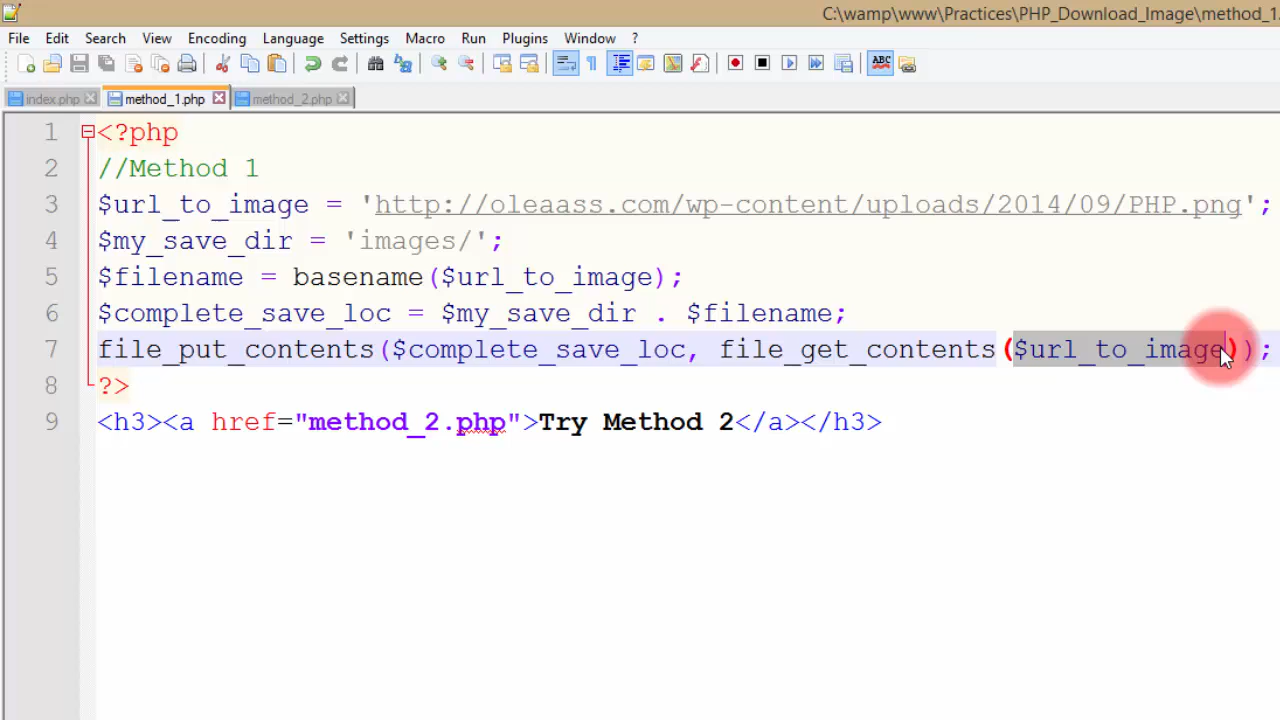 C:\wamp\www\Practices\PHP_Download_Image\method_1.
File Edit Search View Encoding Language Settings Macro Run Plugins Window ?
ABC
index.php method_1.php method_2.php
1 <?php
2 //Method 1
3 $url_to_image = 'http://oleaass.com/wp-content/uploads/2014/09/PHP.png';
4 $my_save_dir = 'images/';
5 $filename = basename($url_to_image);
6 $complete_save_loc = $my_save_dir . $filename;
7 file_put_contents($complete_save_loc, file_get_contents($url_to_image));
8 ?>
9 <h3><a href="method_2.php">Try Method 2</a></h3>